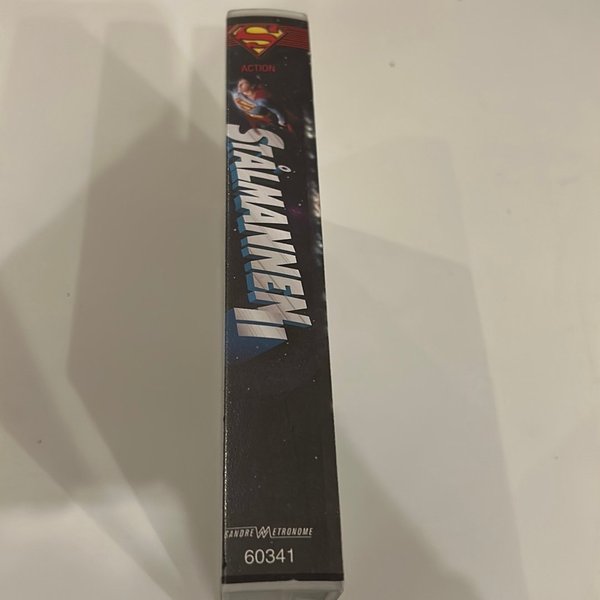 S
ACTION
STÅLMANNEN II
SANDREW METRONOME
60341